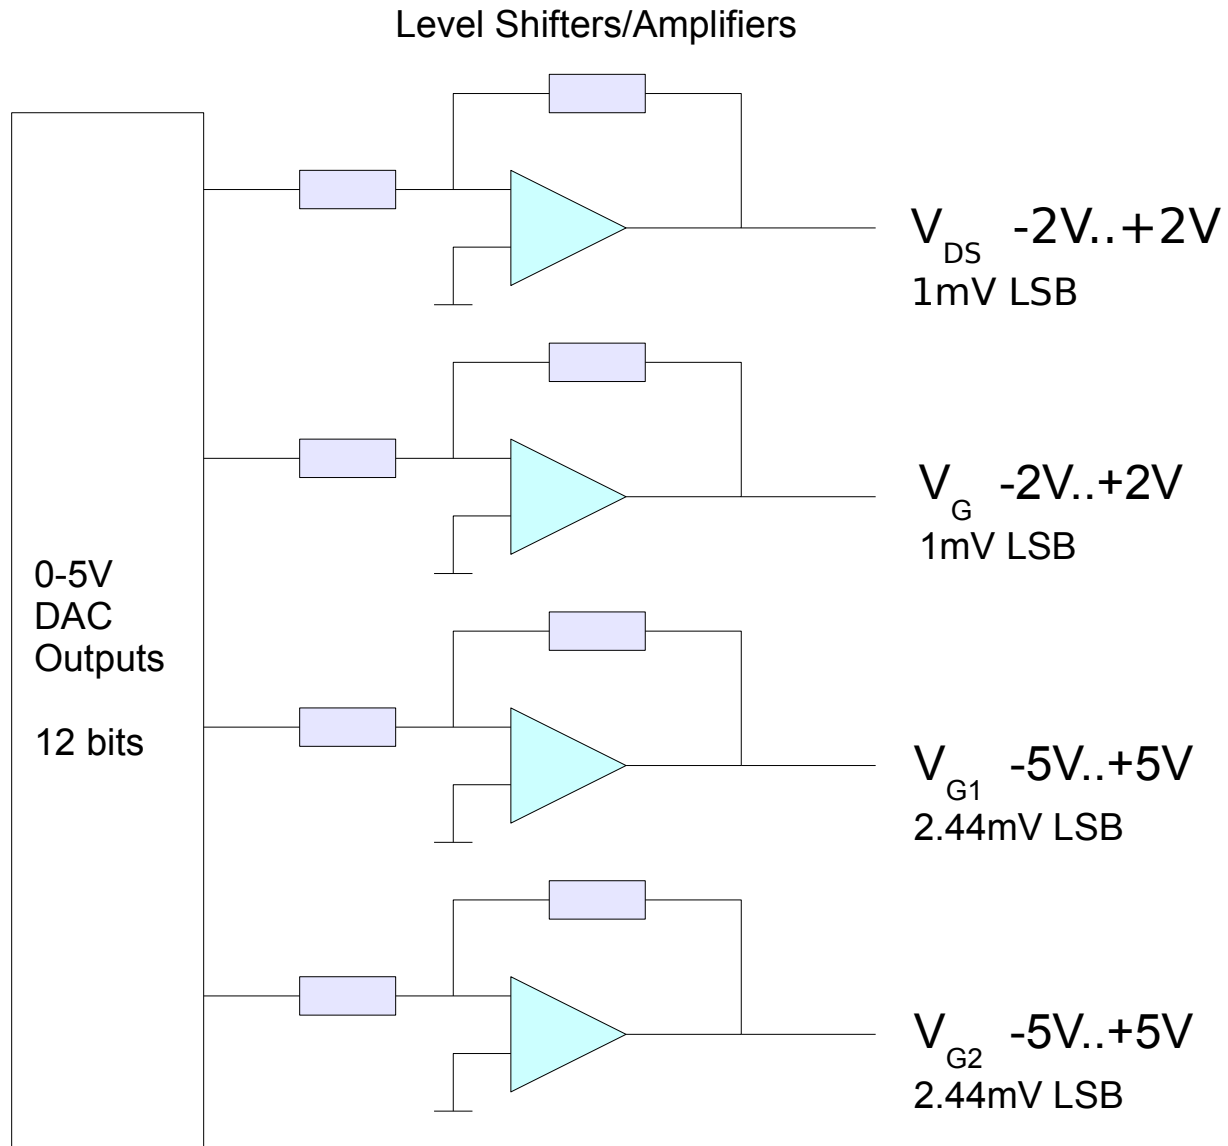 Level Shifters/Amplifiers
0-5V
DAC
Outputs
12 bits
VDS -2V..+2V
1mV LSB
VG -2V..+2V
1mV LSB
VG1 -5V..+5V
2.44mV LSB
VG2 -5V..+5V
2.44mV LSB